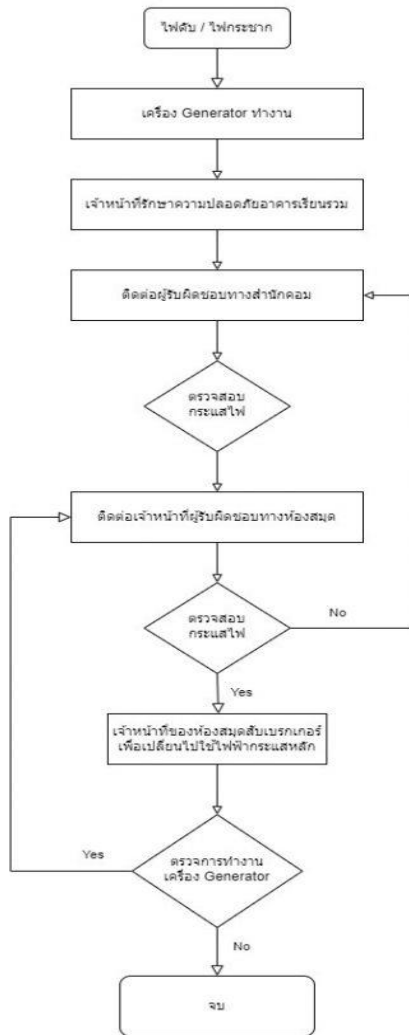 ไฟดับ / ไฟกระชาก
เครื่อง Generator ทำงาน
เจ้าหน้าที่รักษาความปลอดภัยอาคารเรียนรวม
ติดต่อผู้รับผิดชอบทางสำนักคอม
ตรวจสอบ
กระแสไฟ
ติดต่อเจ้าหน้าที่ผู้รับผิดชอบทางห้องสมุด
ตรวจสอบ
กระแสไฟ
No
Yes
เจ้าหน้าที่ของห้องสมุดสับเบรกเกอร์
เพื่อเปลี่ยนไปใช้ไฟฟ้ากระแสหลัก
Yes
ตรวจการทำงาน
เครื่อง Generator
No
จบ